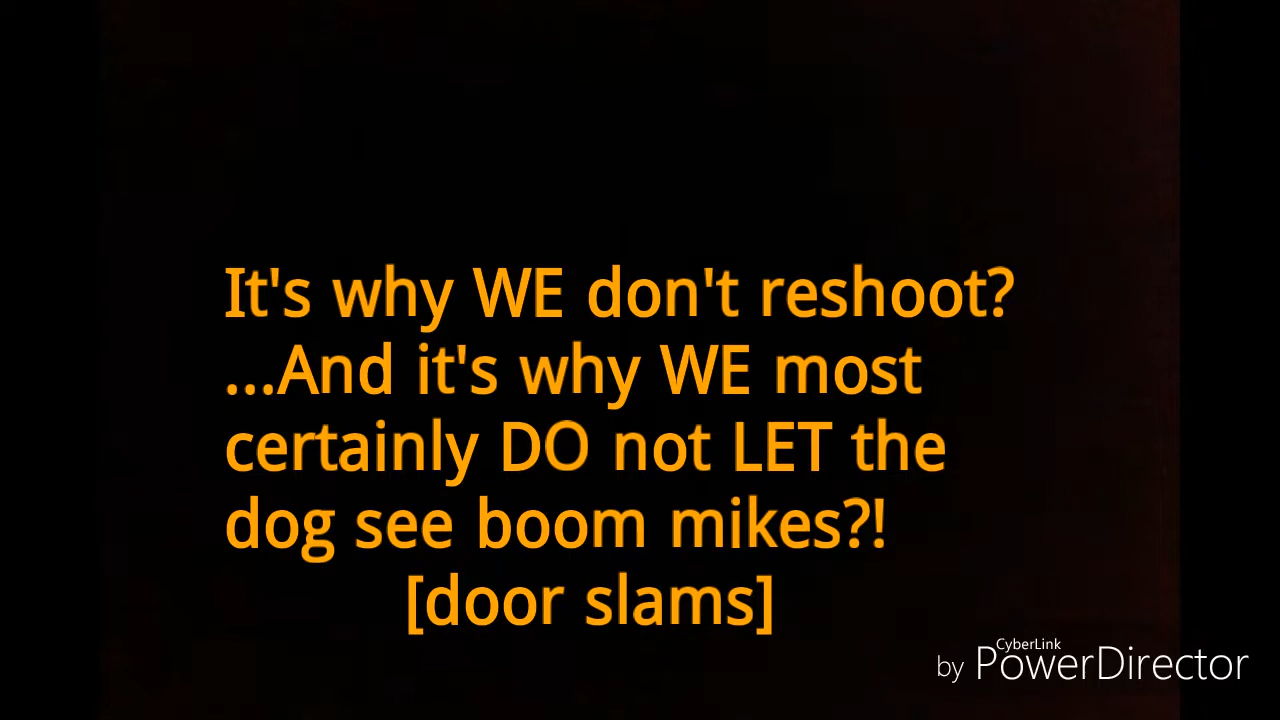 It's why WE don't reshoot?
...And it's why WE most
certainly DO not LET the
dog see boom mikes?!
[door slams]
CyberLink
by PowerDirector